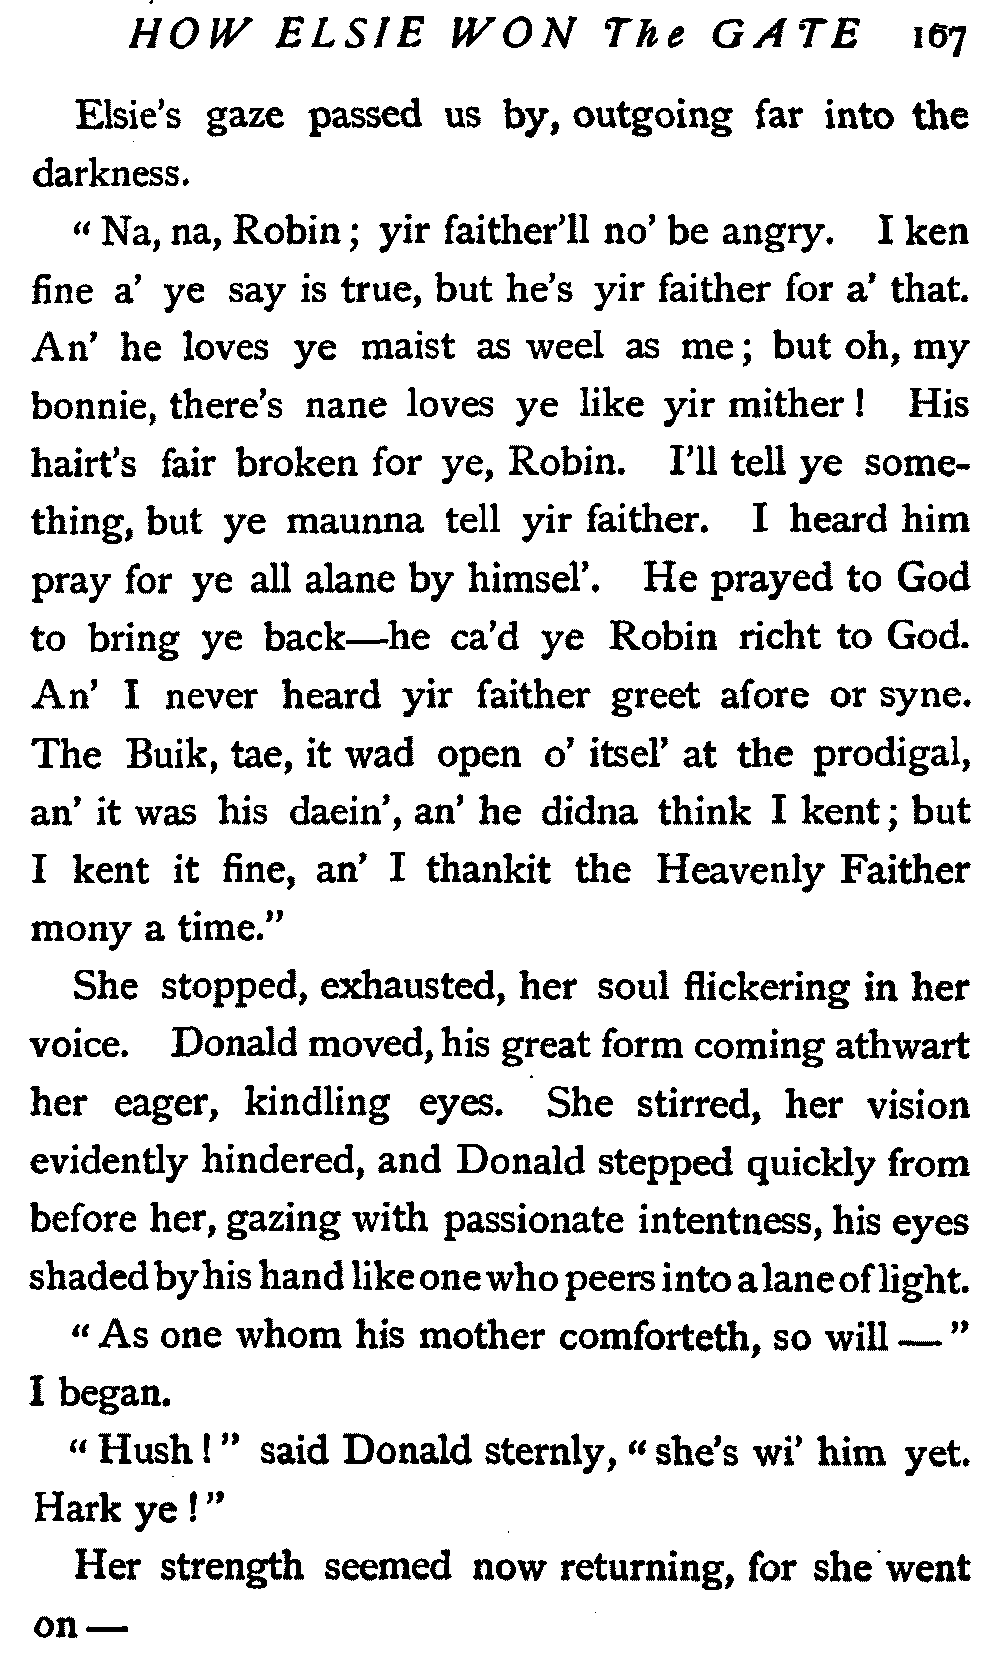 HOW ELSIE WON The GATE 167
Elsie's gaze passed us by, outgoing far into the
darkness.
“Na, na, Robin; yir faither'll no' be angry. I ken
fine a' ye say is true, but he's yir faither for a' that.
An' he loves ye maist as weel as me; but oh, my
bonnie, there's nane loves ye like yir mither! His
hairt's fair broken for ye, Robin. I'll tell ye some-
thing, but ye maunna tell yir faither. I heard him
pray for ye all alane by himsel'. He prayed to God
to bring ye back—he ca'd ye Robin richt to God.
An' I never heard yir faither greet afore or syne.
The Buik, tae, it wad open o' itsel' at the prodigal,
an' it was his daein', an' he didna think I kent; but
I kent it fine, an' I thankit the Heavenly Faither
mony a time.”
She stopped, exhausted, her soul flickering in her
voice. Donald moved, his great form coming athwart
her eager, kindling eyes. She stirred, her vision
evidently hindered, and Donald stepped quickly from
before her, gazing with passionate intentness, his eyes
shaded by his hand like one who peers into a lane of light.
“As one whom his mother comforteth, so will—”
I began.
“Hush!” said Donald sternly, “she's wi' him yet.
Hark ye!”
Her strength seemed now returning, for she went
on—